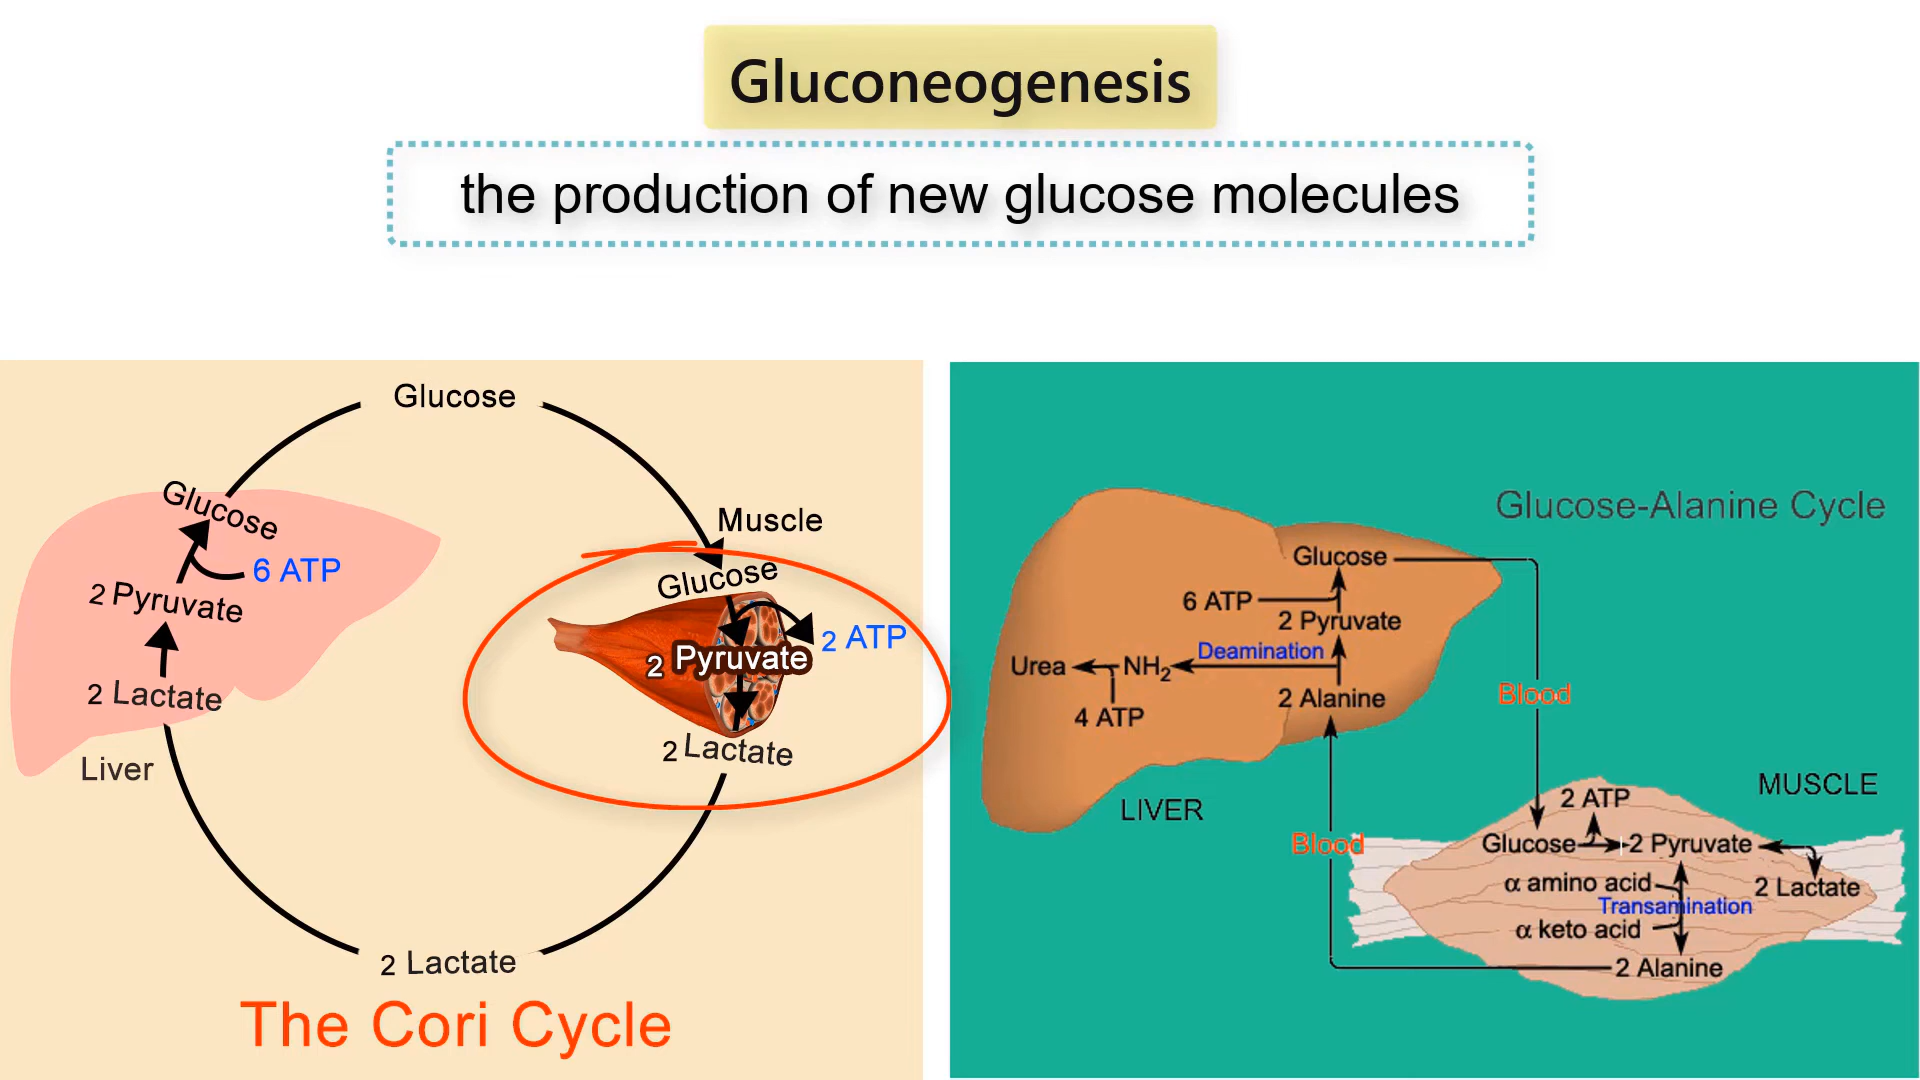 Gluconeogenesis
the production of new glucose molecules
Glucose
Glucose
6 ATP
2 Pyruvate
2 Lactate
Liver
Muscle
Glucose
2 ATP
2 Pyruvate
2 Lactate
2 Lactate
The Cori Cycle
Glucose-Alanine Cycle
Glucose
6 ATP
2 Pyruvate
Deamination
Urea
NH2
2 Alanine
4 ATP
LIVER
Blood
Blood
MUSCLE
2 ATP
Glucose
2 Pyruvate
α amino acid
2 Lactate
Transamination
α keto acid
2 Alanine